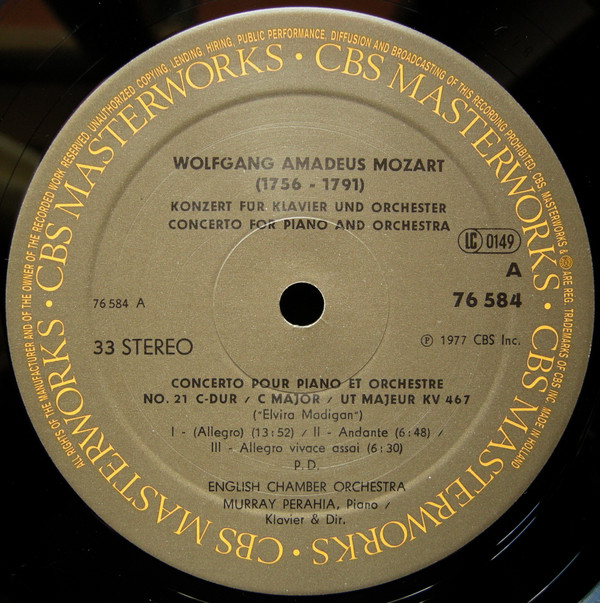 ALL RIGHTS OF THE MANUFACTURER AND OF THE OWNER OF THE RECORDED WORK RESERVED, UNAUTHORIZED COPYING, LENDING, HIRING, PUBLIC PERFORMANCE, DIFFUSION AND BROADCASTING OF THIS RECORDING PROHIBITED, CBS, MASTERWORKS & CBS ARE REG. TRADEMARKS OF CBS INC. MADE IN HOLLAND
CBS MASTERWORKS • CBS MASTERWORKS • CBS MASTERWORKS • CBS MASTERWORKS •
WOLFGANG AMADEUS MOZART
(1756 - 1791)
KONZERT FÜR KLAVIER UND ORCHESTER
CONCERTO FOR PIANO AND ORCHESTRA
LC 0149
A
76 584 A
76 584
33 STEREO
℗ 1977 CBS Inc.
CONCERTO POUR PIANO ET ORCHESTRE
NO. 21 C-DUR / C MAJOR / UT MAJEUR KV 467
("Elvira Madigan")
I - (Allegro) (13:52) / II - Andante (6:48) /
III - Allegro vivace assai (6:30)
P.D.
ENGLISH CHAMBER ORCHESTRA
MURRAY PERAHIA, Piano /
Klavier & Dir.